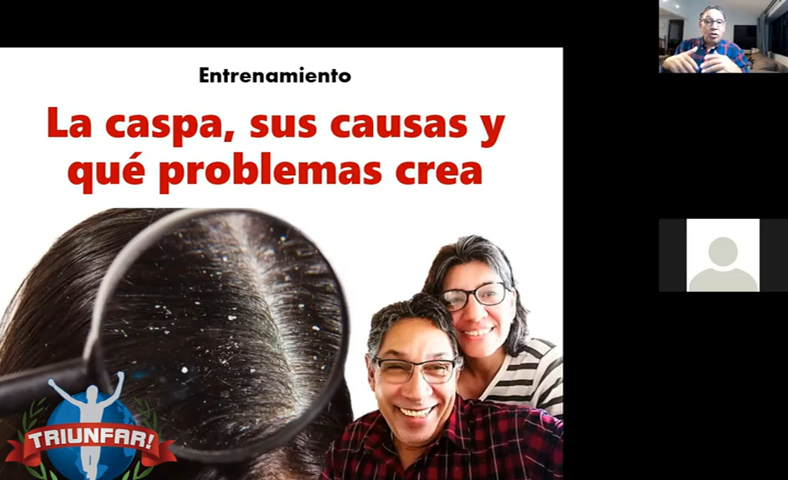 Entrenamiento
La caspa, sus causas y
qué problemas crea
TRIUNFAR!